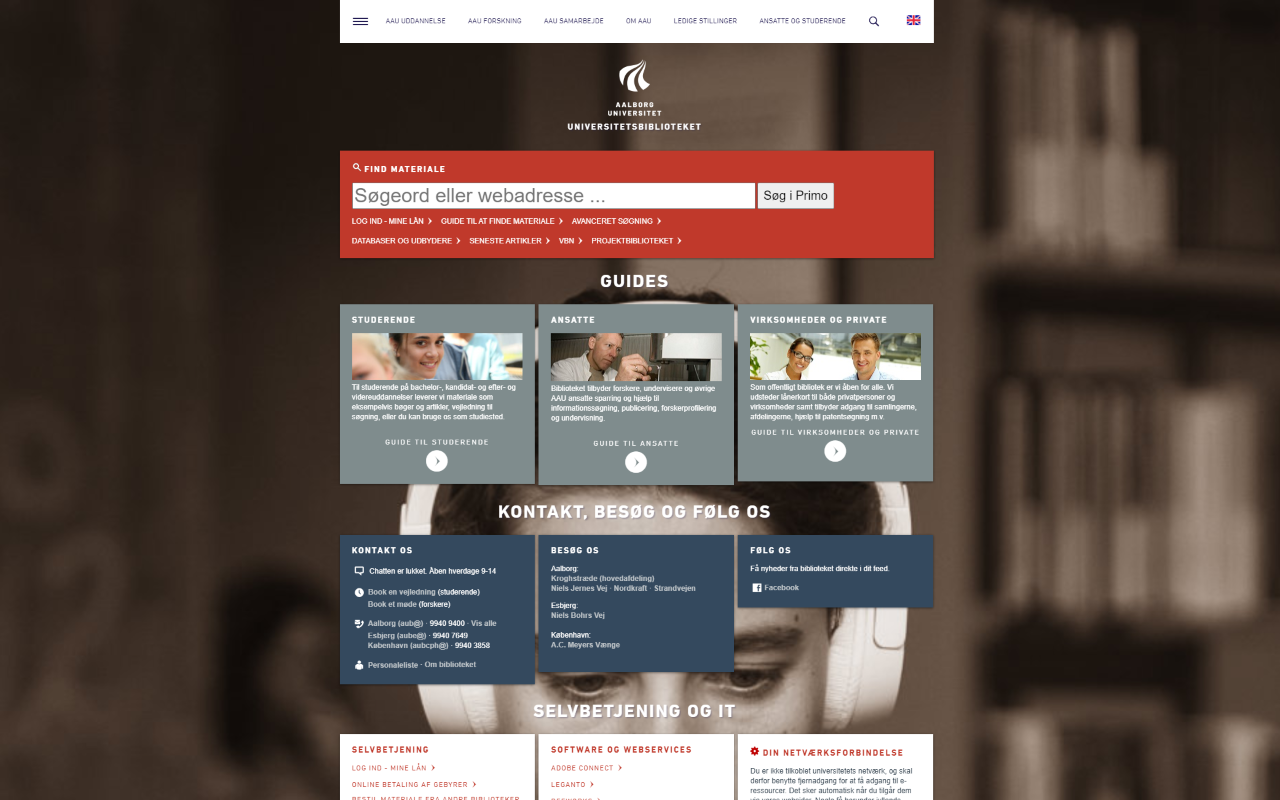 AAU UDDANNELSE AAU FORSKNING AAU SAMARBEJDE OM AAU LEDIGE STILLINGER ANSATTE OG STUDERENDE
AALBORG
UNIVERSITET
UNIVERSITETSBIBLIOTEKET
FIND MATERIALE
Søgeord eller webadresse ... Søg i Primo
LOG IND - MINE LÅN GUIDE TIL AT FINDE MATERIALE AVANCERET SØGNING
DATABASER OG UDBYDERE SENESTE ARTIKLER VBN PROJEKTBIBLIOTEKET
GUIDES
STUDERENDE
Til studerende på bachelor-, kandidat- og efter- og
videreuddannelser leverer vi materiale som
eksempelvis bøger og artikler, vejledning til
søgning, eller du kan bruge os som studiested.
GUIDE TIL STUDERENDE
ANSATTE
Biblioteket tilbyder forskere, undervisere og øvrige
AAU ansatte sparring og hjælp til
informationssøgning, publicering, forskerprofilering
og undervisning.
GUIDE TIL ANSATTE
VIRKSOMHEDER OG PRIVATE
Som offentligt bibliotek er vi åben for alle. Vi
udsteder lånerkort til både privatpersoner og
virksomheder samt tilbyder adgang til samlingerne,
afdelingerne, hjælp til patentsøgning m.v.
GUIDE TIL VIRKSOMHEDER OG PRIVATE
KONTAKT, BESØG OG FØLG OS
KONTAKT OS
Chatten er lukket. Åben hverdage 9-14
Book en vejledning (studerende)
Book et møde (forskere)
Aalborg (aub@) · 9940 9400 · Vis alle
Esbjerg (aube@) · 9940 7649
København (aubcph@) · 9940 3858
Personaleliste · Om biblioteket
BESØG OS
Aalborg:
Kroghstræde (hovedafdeling)
Niels Jernes Vej · Nordkraft · Strandvejen
Esbjerg:
Niels Bohrs Vej
København:
A.C. Meyers Vænge
FØLG OS
Få nyheder fra biblioteket direkte i dit feed.
Facebook
SELVBETJENING OG IT
SELVBETJENING
LOG IND - MINE LÅN
ONLINE BETALING AF GEBYRER
BESTIL MATERIALE FRA ANDRE BIBLIOTEKER
SOFTWARE OG WEBSERVICES
ADOBE CONNECT
LEGANTO
DIN NETVÆRKSFORBINDELSE
Du er ikke tilkoblet universitetets netværk, og skal
derfor benytte fjernadgang for at få adgang til e-
ressourcer. Det sker automatisk når du tilgår dem